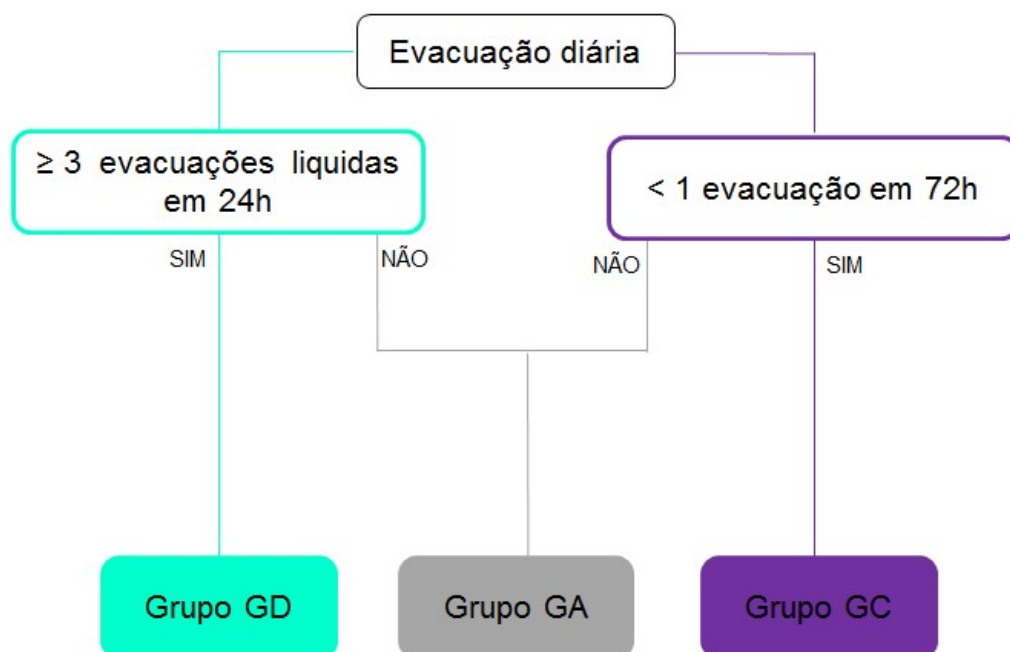 Evacuação diária
≥ 3 evacuações liquidas
em 24h
< 1 evacuação em 72h
SIM
NÃO
NÃO
SIM
Grupo GD
Grupo GA
Grupo GC